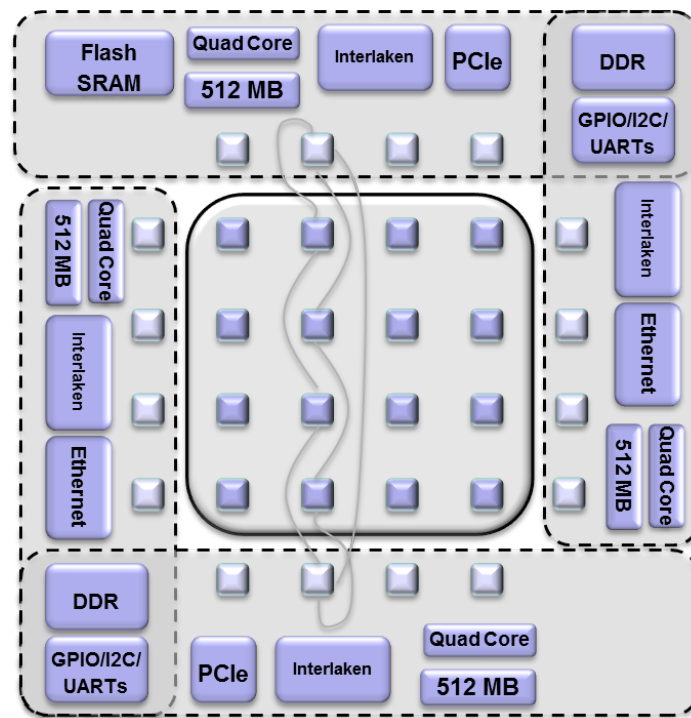 Flash
SRAM
Quad Core
512 MB
Interlaken
PCIe
DDR
GPIO/I2C/
UARTs
512 MB
Quad Core
Interlaken
Ethernet
Interlaken
Ethernet
512 MB
Quad Core
DDR
GPIO/I2C/
UARTs
PCIe
Interlaken
Quad Core
512 MB